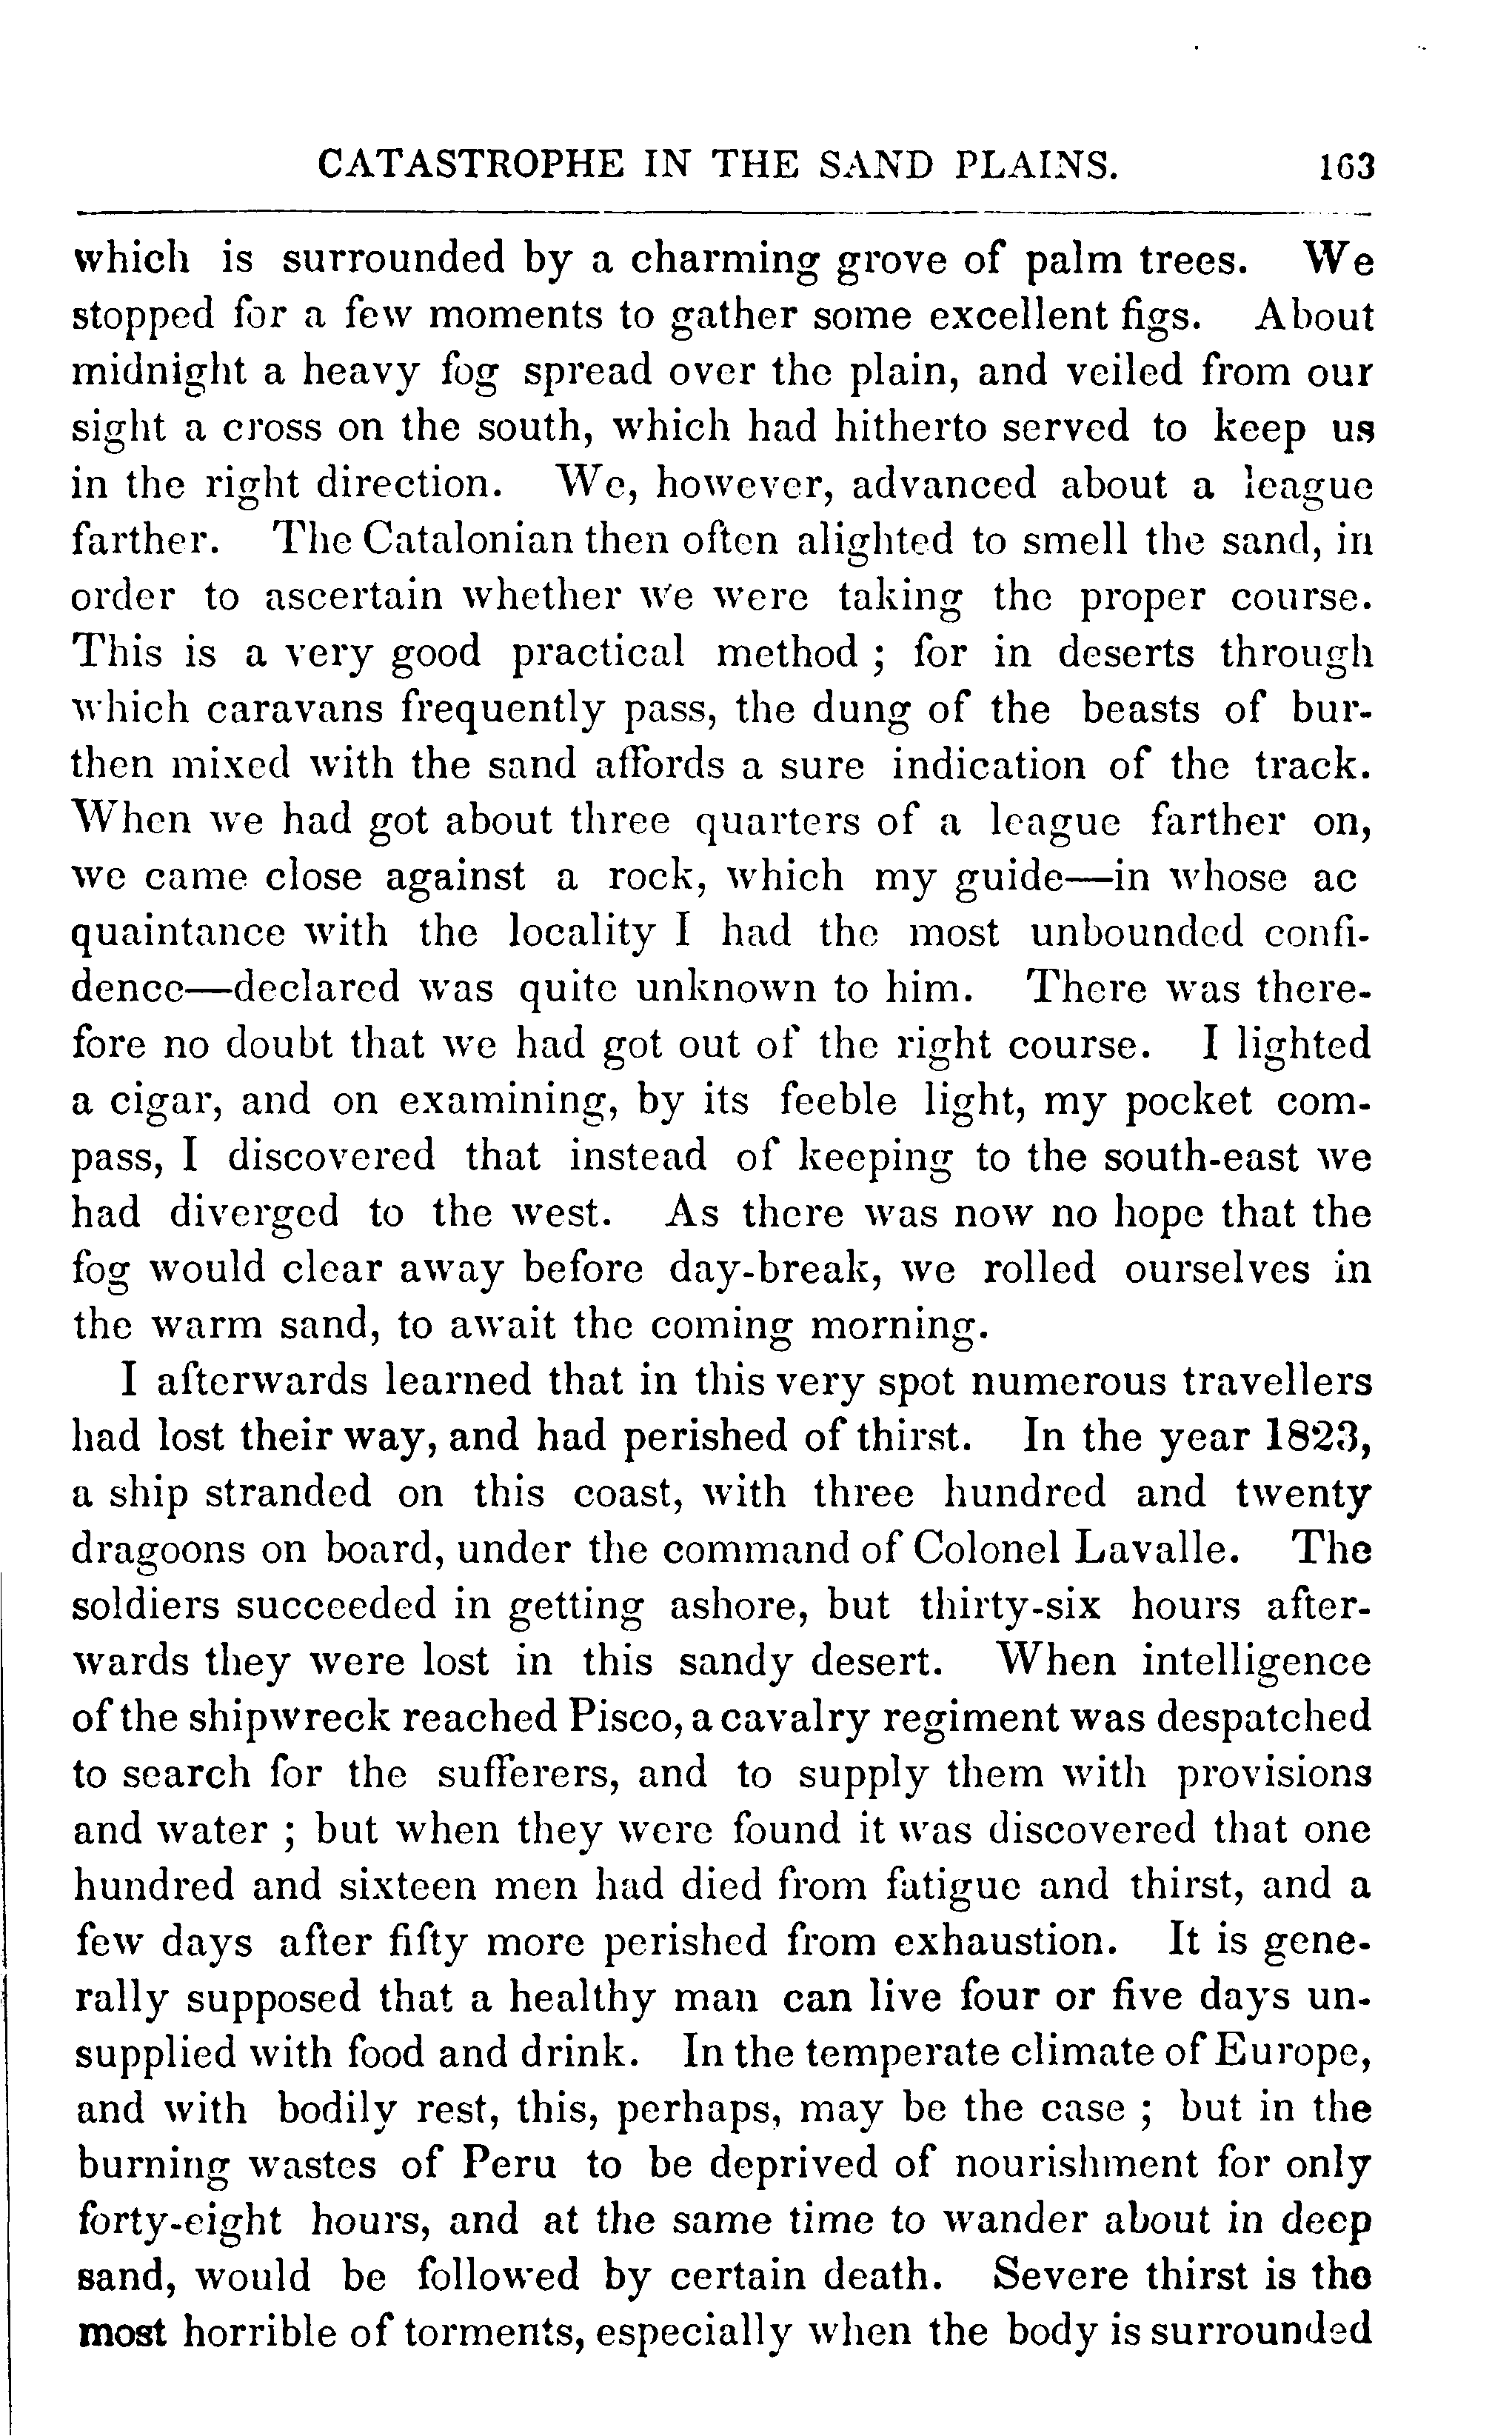 CATASTROPHE IN THE SAND PLAINS. 163
which is surrounded by a charming grove of palm trees. We
stopped for a few moments to gather some excellent figs. About
midnight a heavy fog spread over the plain, and veiled from our
sight a cross on the south, which had hitherto served to keep us
in the right direction. We, however, advanced about a league
farther. The Catalonian then often alighted to smell the sand, in
order to ascertain whether we were taking the proper course.
This is a very good practical method ; for in deserts through
which caravans frequently pass, the dung of the beasts of bur-
then mixed with the sand affords a sure indication of the track.
When we had got about three quarters of a league farther on,
we came close against a rock, which my guide—in whose ac
quaintance with the locality I had the most unbounded confi-
dence—declared was quite unknown to him. There was there-
fore no doubt that we had got out of the right course. I lighted
a cigar, and on examining, by its feeble light, my pocket com-
pass, I discovered that instead of keeping to the south-east we
had diverged to the west. As there was now no hope that the
fog would clear away before day-break, we rolled ourselves in
the warm sand, to await the coming morning.
I afterwards learned that in this very spot numerous travellers
had lost their way, and had perished of thirst. In the year 1823,
a ship stranded on this coast, with three hundred and twenty
dragoons on board, under the command of Colonel Lavalle. The
soldiers succeeded in getting ashore, but thirty-six hours after-
wards they were lost in this sandy desert. When intelligence
of the shipwreck reached Pisco, a cavalry regiment was despatched
to search for the sufferers, and to supply them with provisions
and water ; but when they were found it was discovered that one
hundred and sixteen men had died from fatigue and thirst, and a
few days after fifty more perished from exhaustion. It is gene-
rally supposed that a healthy man can live four or five days un-
supplied with food and drink. In the temperate climate of Europe,
and with bodily rest, this, perhaps, may be the case ; but in the
burning wastes of Peru to be deprived of nourishment for only
forty-eight hours, and at the same time to wander about in deep
sand, would be followed by certain death. Severe thirst is the
most horrible of torments, especially when the body is surrounded